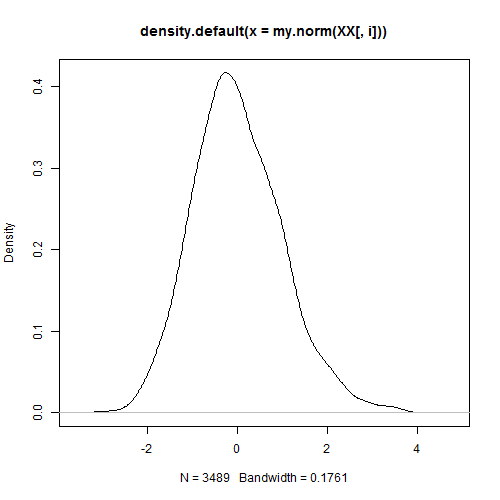 density.default(x = my.norm(XX[, i]))
Density
0.4
0.3
0.2
0.1
0.0
-2 0 2 4
N = 3489 Bandwidth = 0.1761